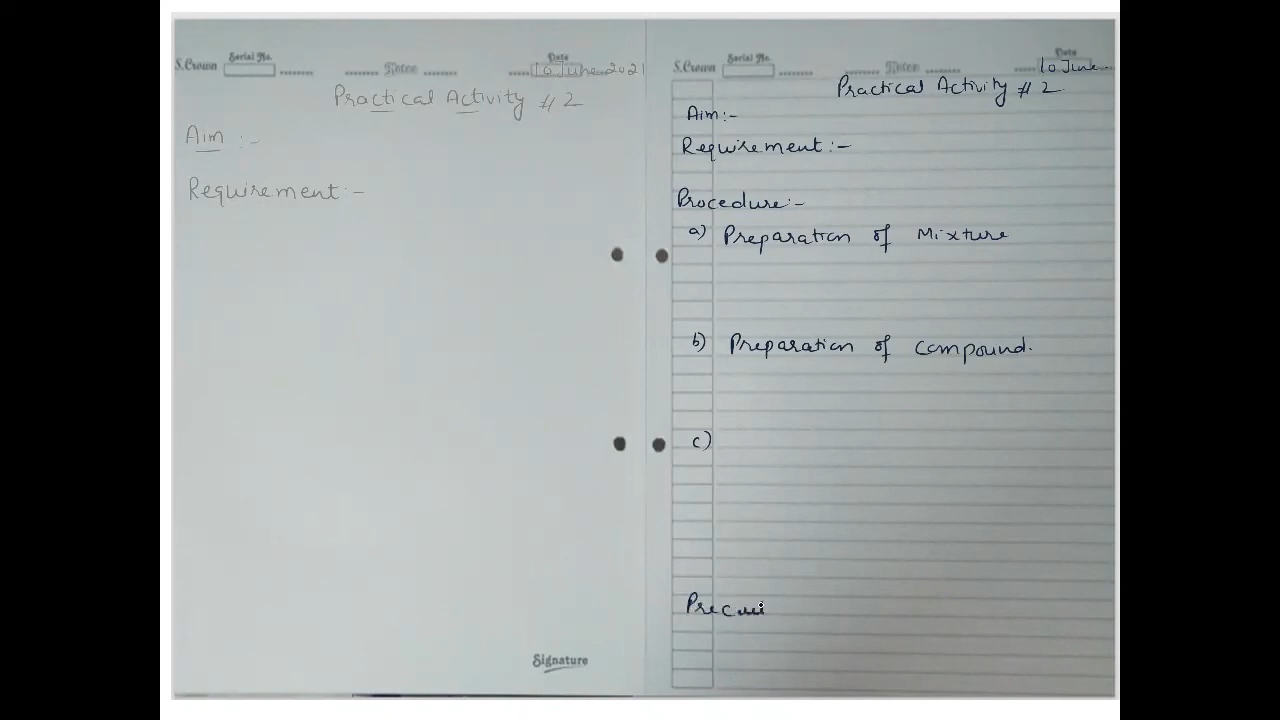 S.Crown Serial No. Notes Date 10 June 2021
Practical Activity # 2
Aim :-
Requirement :-
Signature
S.Crown Serial No. Notes Date 10 June
Practical Activity # 2
Aim :-
Requirement :-
Procedure :-
a) Preparation of Mixture
b) Preparation of Compound.
c)